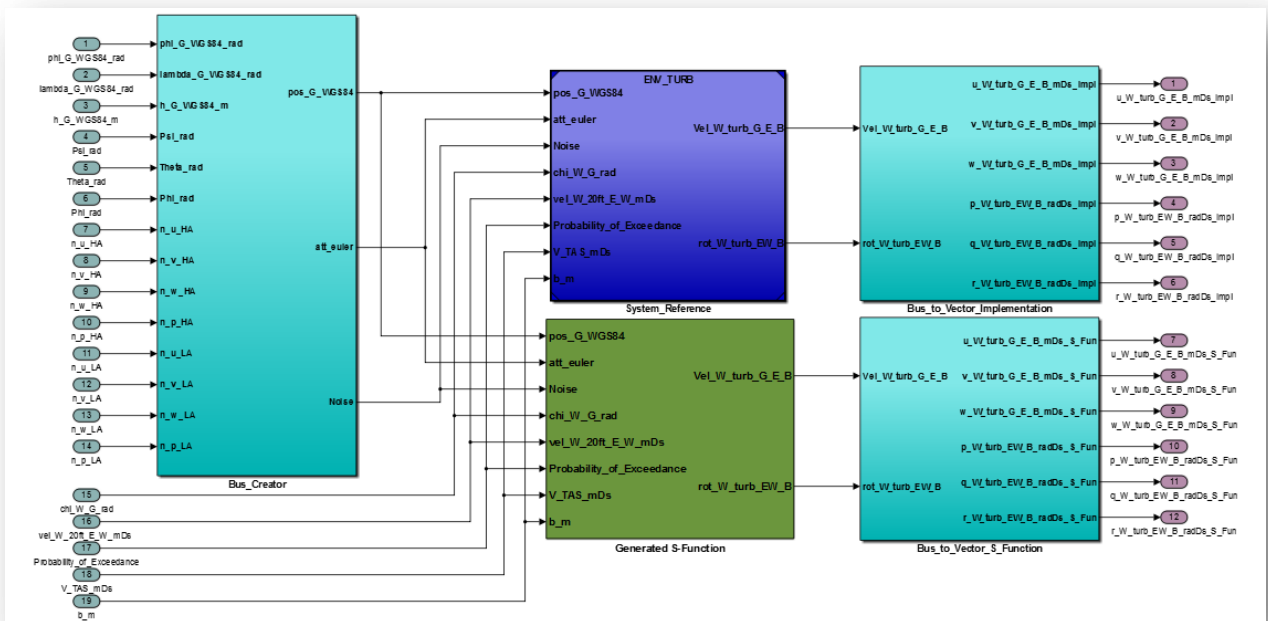 1
phi_G_WGS84_rad
2
lambda_G_WGS84_rad
3
h_G_WGS84_m
4
Psi_rad
5
Theta_rad
6
Phi_rad
7
n_u_HA
8
n_v_HA
9
n_w_HA
10
n_p_HA
11
n_u_LA
12
n_v_LA
13
n_w_LA
14
n_p_LA
15
chi_W_G_rad
16
vel_W_20ft_E_W_mDs
17
Probability_of_Exceedance
18
V_TAS_mDs
19
b_m
phi_G_WGS84_rad
lambda_G_WGS84_rad
h_G_WGS84_m
Psi_rad
Theta_rad
Phi_rad
n_u_HA
n_v_HA
n_w_HA
n_p_HA
n_u_LA
n_v_LA
n_w_LA
n_p_LA
pos_G_WGS84
att_euler
Noise
Bus_Creator
ENV_TURB
pos_G_WGS84
att_euler
Noise
chi_W_G_rad
vel_W_20ft_E_W_mDs
Probability_of_Exceedance
V_TAS_mDs
b_m
Vel_W_turb_G_E_B
rot_W_turb_EW_B
System_Reference
pos_G_WGS84
att_euler
Noise
chi_W_G_rad
vel_W_20ft_E_W_mDs
Probability_of_Exceedance
V_TAS_mDs
b_m
Vel_W_turb_G_E_B
rot_W_turb_EW_B
Generated S-Function
Vel_W_turb_G_E_B
rot_W_turb_EW_B
u_W_turb_G_E_B_mDs_Impl
v_W_turb_G_E_B_mDs_Impl
w_W_turb_G_E_B_mDs_Impl
p_W_turb_EW_B_radDs_Impl
q_W_turb_EW_B_radDs_Impl
r_W_turb_EW_B_radDs_Impl
Bus_to_Vector_Implementation
1
u_W_turb_G_E_B_mDs_Impl
2
v_W_turb_G_E_B_mDs_Impl
3
w_W_turb_G_E_B_mDs_Impl
4
p_W_turb_EW_B_radDs_Impl
5
q_W_turb_EW_B_radDs_Impl
6
r_W_turb_EW_B_radDs_Impl
Vel_W_turb_G_E_B
rot_W_turb_EW_B
u_W_turb_G_E_B_mDs_S_Fun
v_W_turb_G_E_B_mDs_S_Fun
w_W_turb_G_E_B_mDs_S_Fun
p_W_turb_EW_B_radDs_S_Fun
q_W_turb_EW_B_radDs_S_Fun
r_W_turb_EW_B_radDs_S_Fun
Bus_to_Vector_S_Function
7
u_W_turb_G_E_B_mDs_S_Fun
8
v_W_turb_G_E_B_mDs_S_Fun
9
w_W_turb_G_E_B_mDs_S_Fun
10
p_W_turb_EW_B_radDs_S_Fun
11
q_W_turb_EW_B_radDs_S_Fun
12
r_W_turb_EW_B_radDs_S_Fun